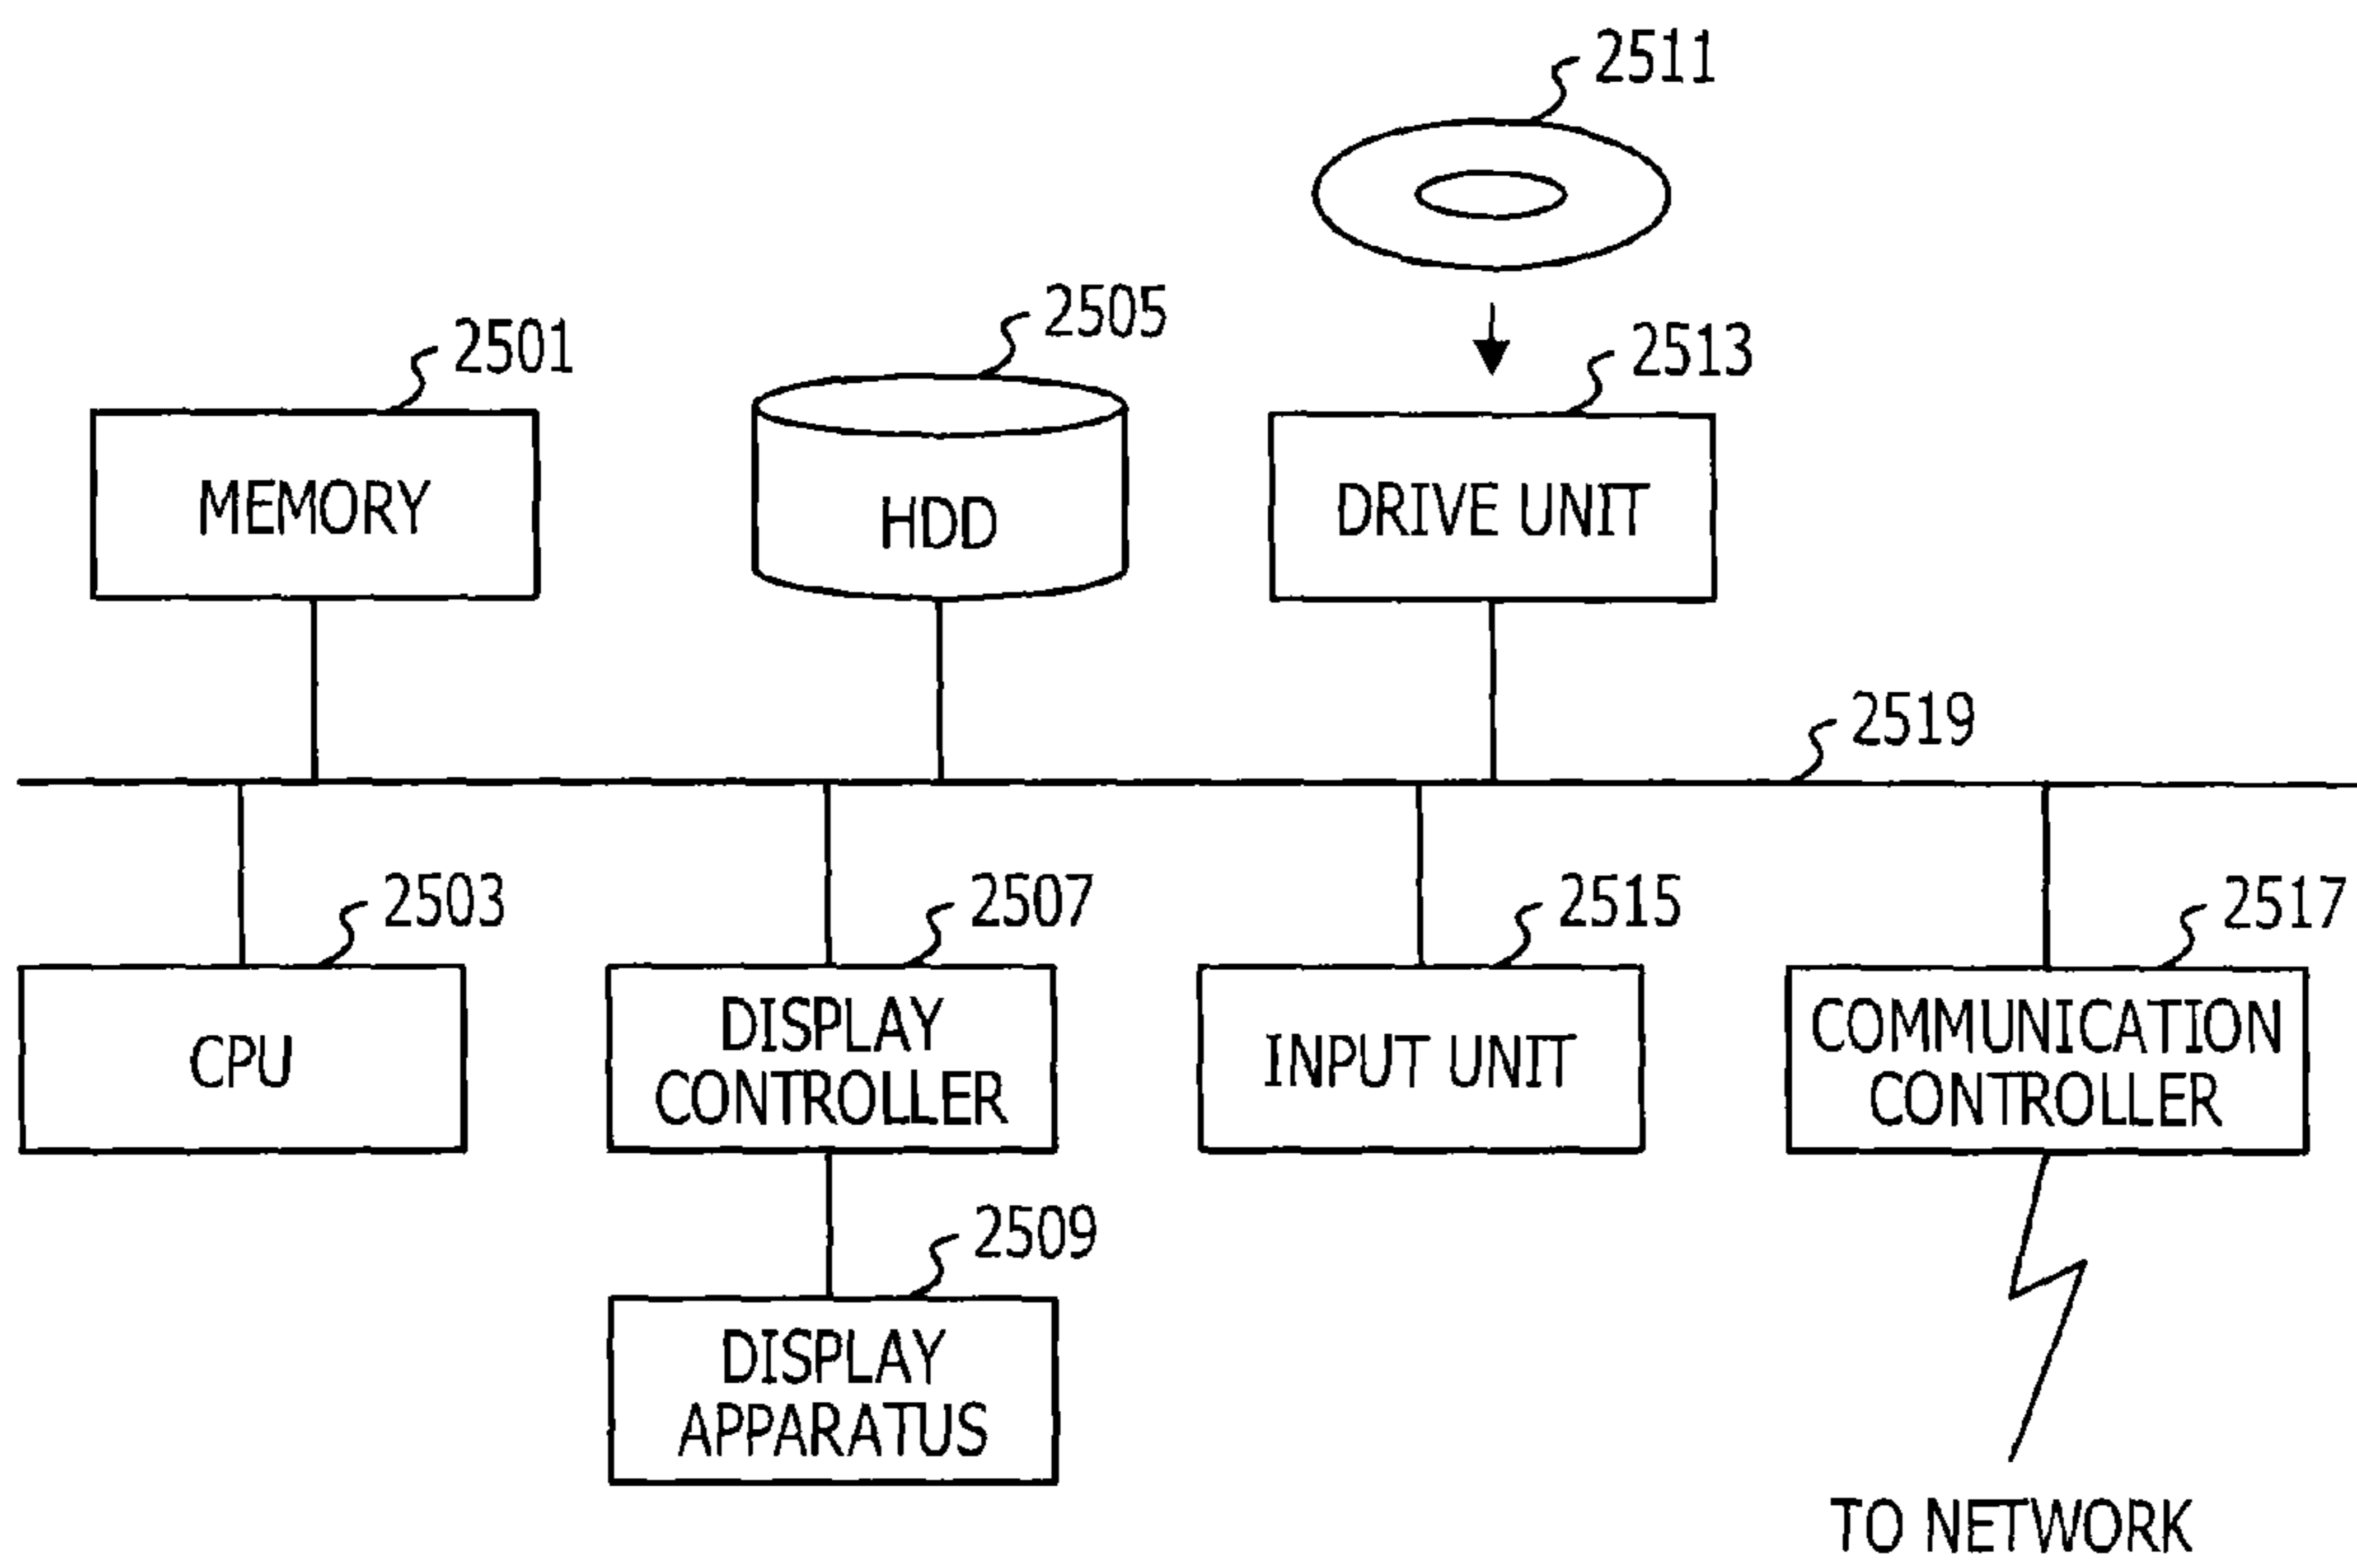 2511
2505
2501
2513
MEMORY
HDD
DRIVE UNIT
2519
2503
2507
2515
2517
CPU
DISPLAY
CONTROLLER
INPUT UNIT
COMMUNICATION
CONTROLLER
2509
DISPLAY
APPARATUS
TO NETWORK